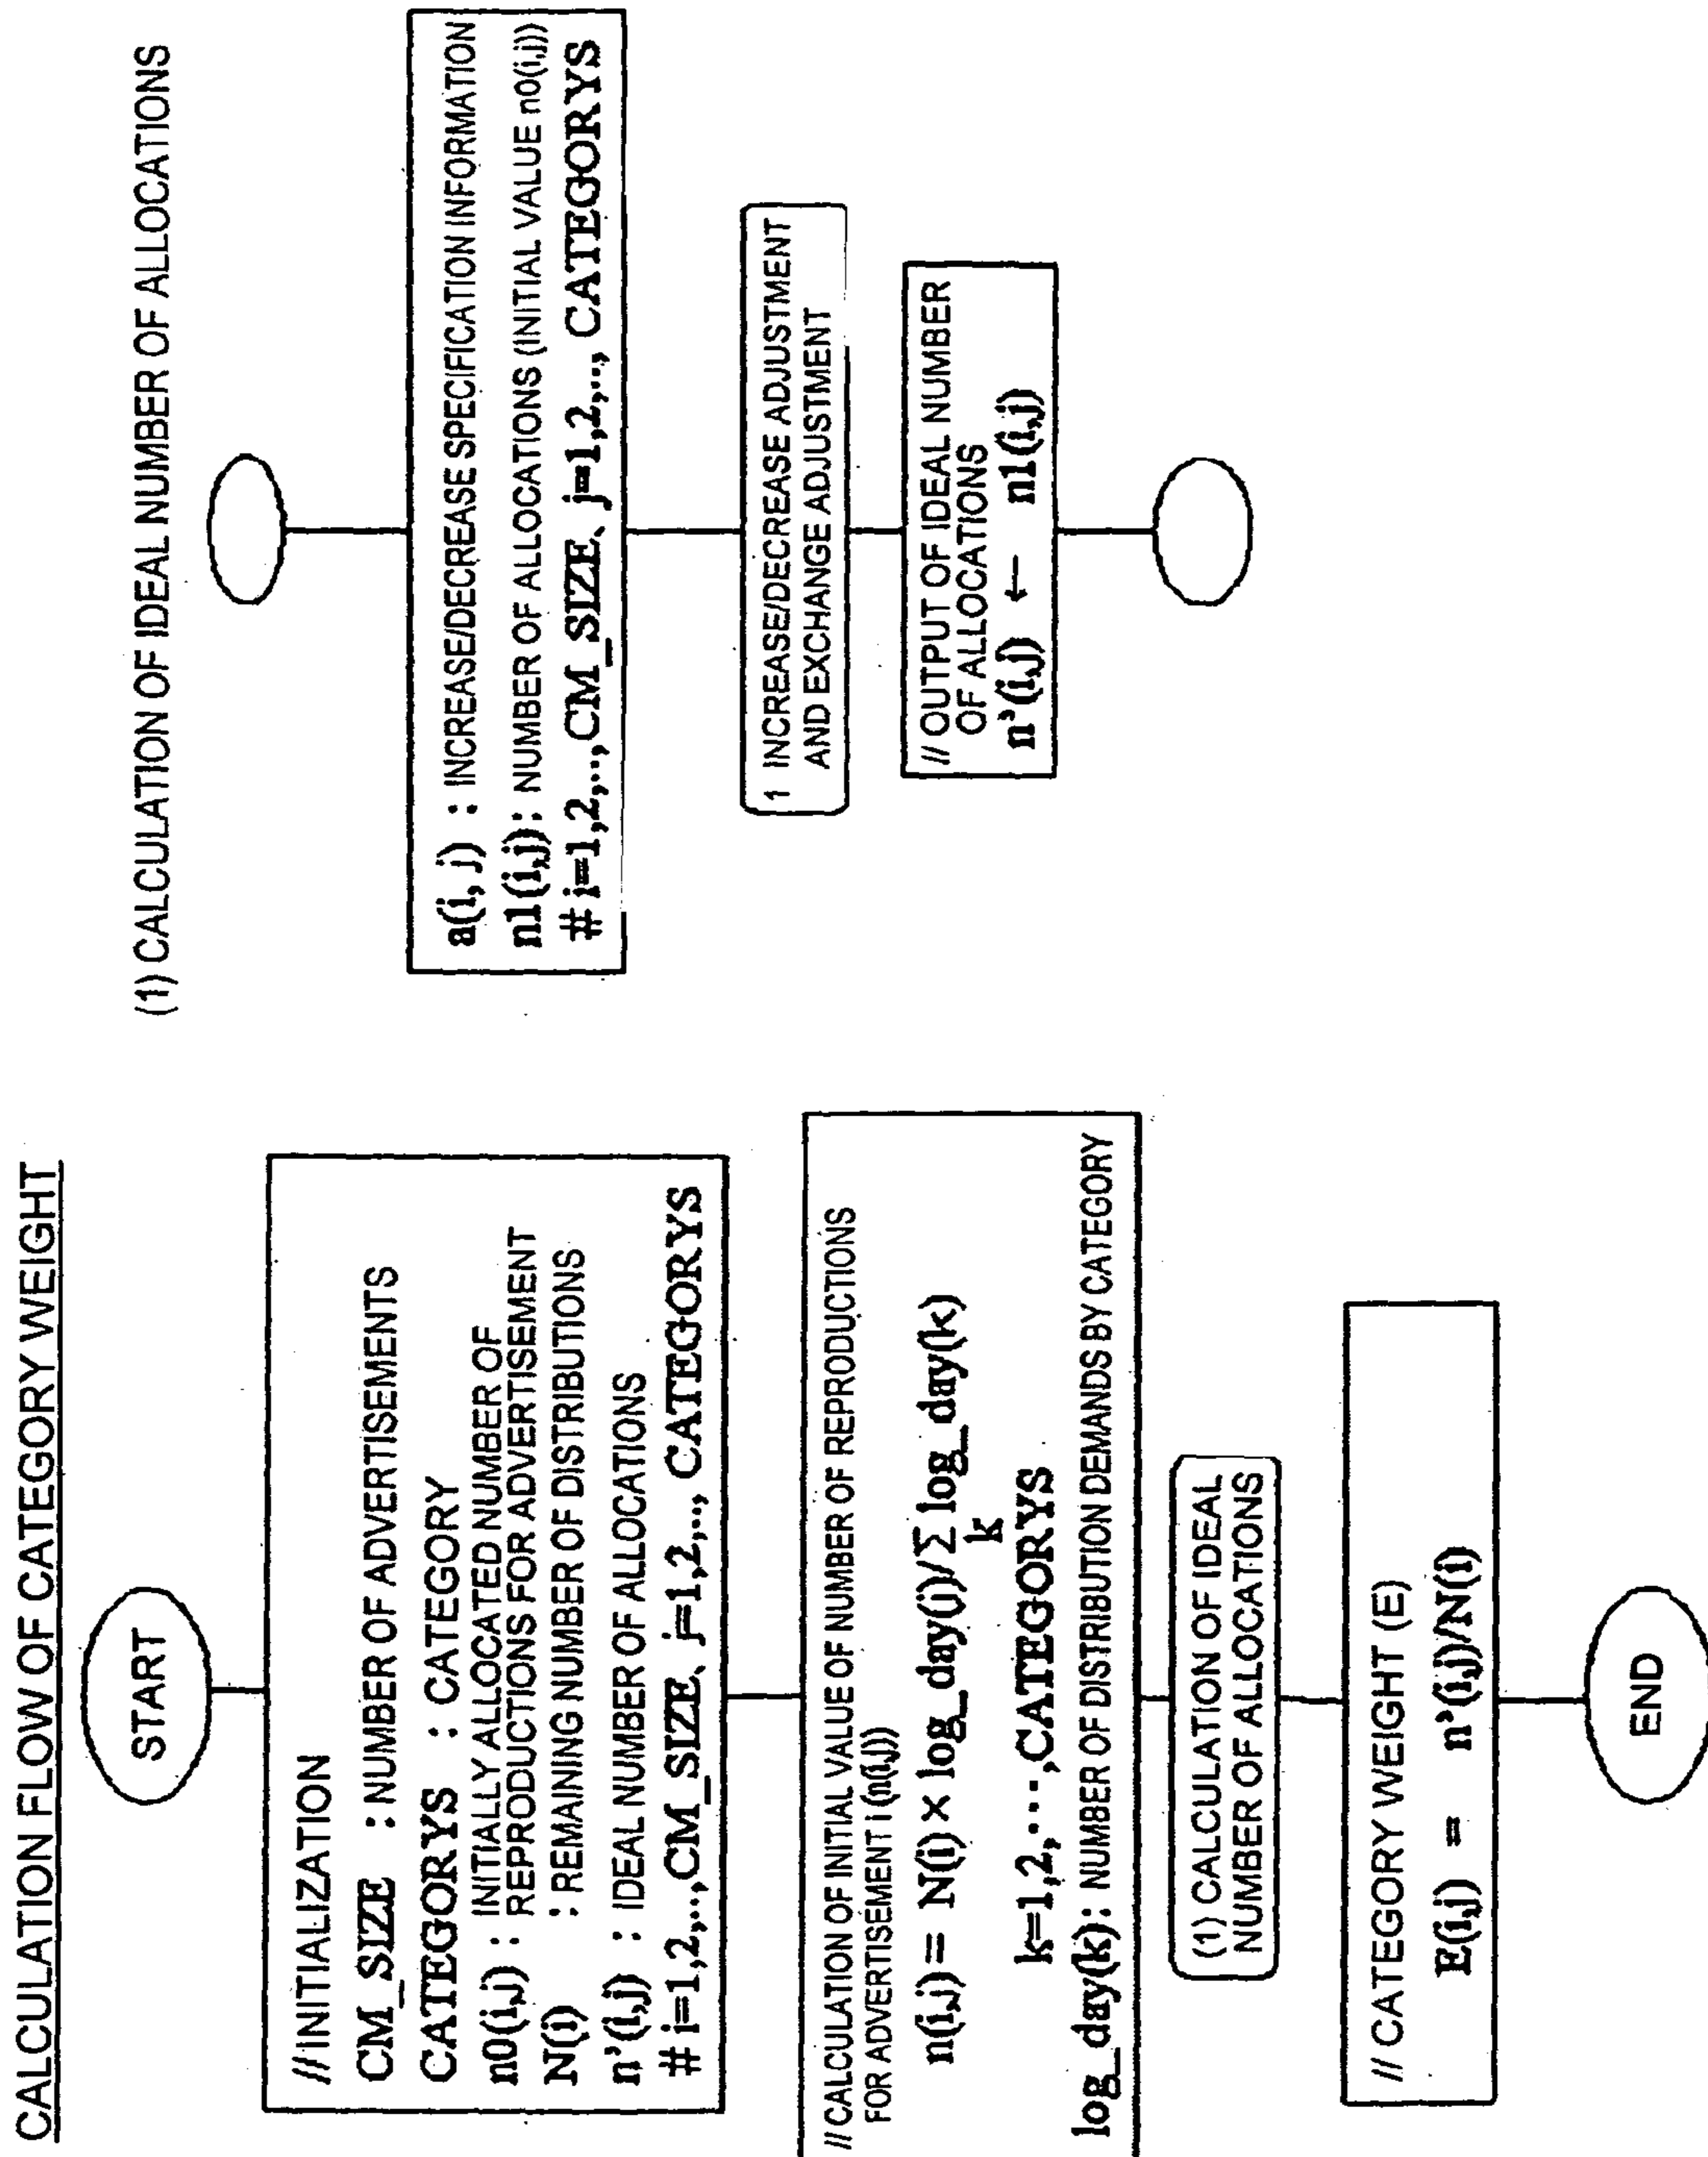 CALCULATION FLOW OF CATEGORY WEIGHT
START
//INITIALIZATION
CM_SIZE : NUMBER OF ADVERTISEMENTS
CATEGORYS : CATEGORY
n0(i,j) : INITIALLY ALLOCATED NUMBER OF
REPRODUCTIONS FOR ADVERTISEMENT
N(i) : REMAINING NUMBER OF DISTRIBUTIONS
n'(i,j) : IDEAL NUMBER OF ALLOCATIONS
# i=1,2,..,CM_SIZE、j=1,2,.., CATEGORYS
// CALCULATION OF INITIAL VALUE OF NUMBER OF REPRODUCTIONS
FOR ADVERTISEMENT i (n(i,j))
n(i,j) = N(i) × log_day(j)/Σ log_day(k)
k
k=1,2,···,CATEGORYS
log_day(k): NUMBER OF DISTRIBUTION DEMANDS BY CATEGORY
(1) CALCULATION OF IDEAL
NUMBER OF ALLOCATIONS
// CATEGORY WEIGHT (E)
E(i,j) = n'(i,j)/N(i)
END
(1) CALCULATION OF IDEAL NUMBER OF ALLOCATIONS
a(i, j) : INCREASE/DECREASE SPECIFICATION INFORMATION
n1(i,j): NUMBER OF ALLOCATIONS (INITIAL VALUE n0(i,j))
# i=1,2,..,CM_SIZE、j=1,2,.., CATEGORYS
1 INCREASE/DECREASE ADJUSTMENT
AND EXCHANGE ADJUSTMENT
// OUTPUT OF IDEAL NUMBER
OF ALLOCATIONS
n'(i,j) ← n1(i,j)